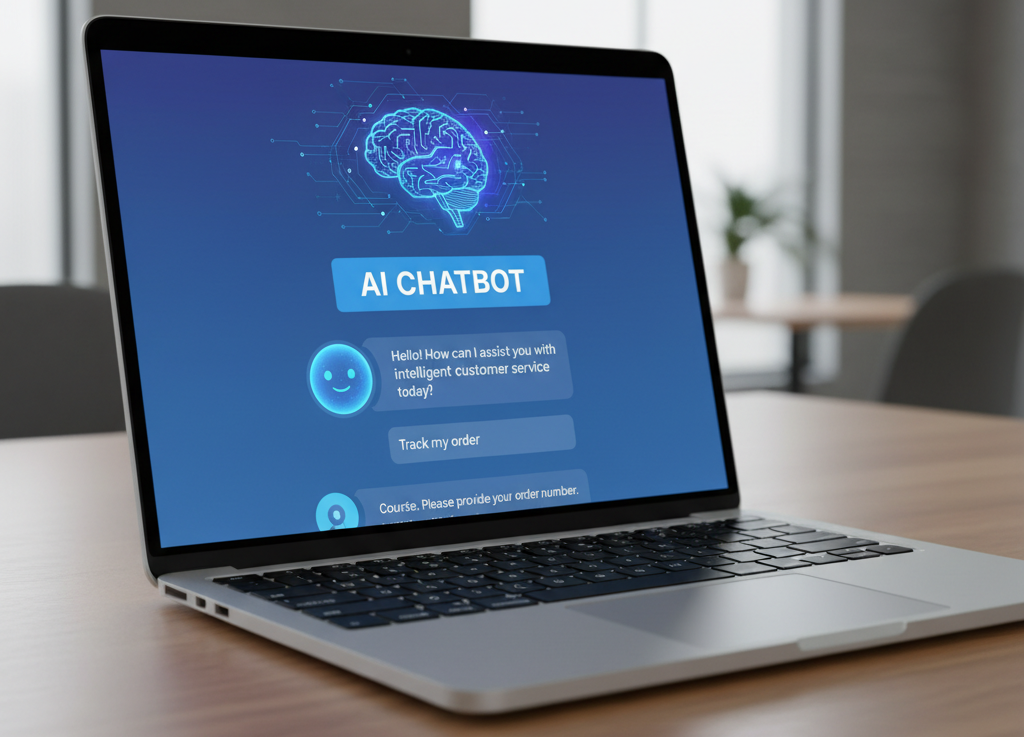 AI CHATBOT
Hello! How can I assist you with
intelligent customer service
today?
Track my order
Course. Please proride your order number.